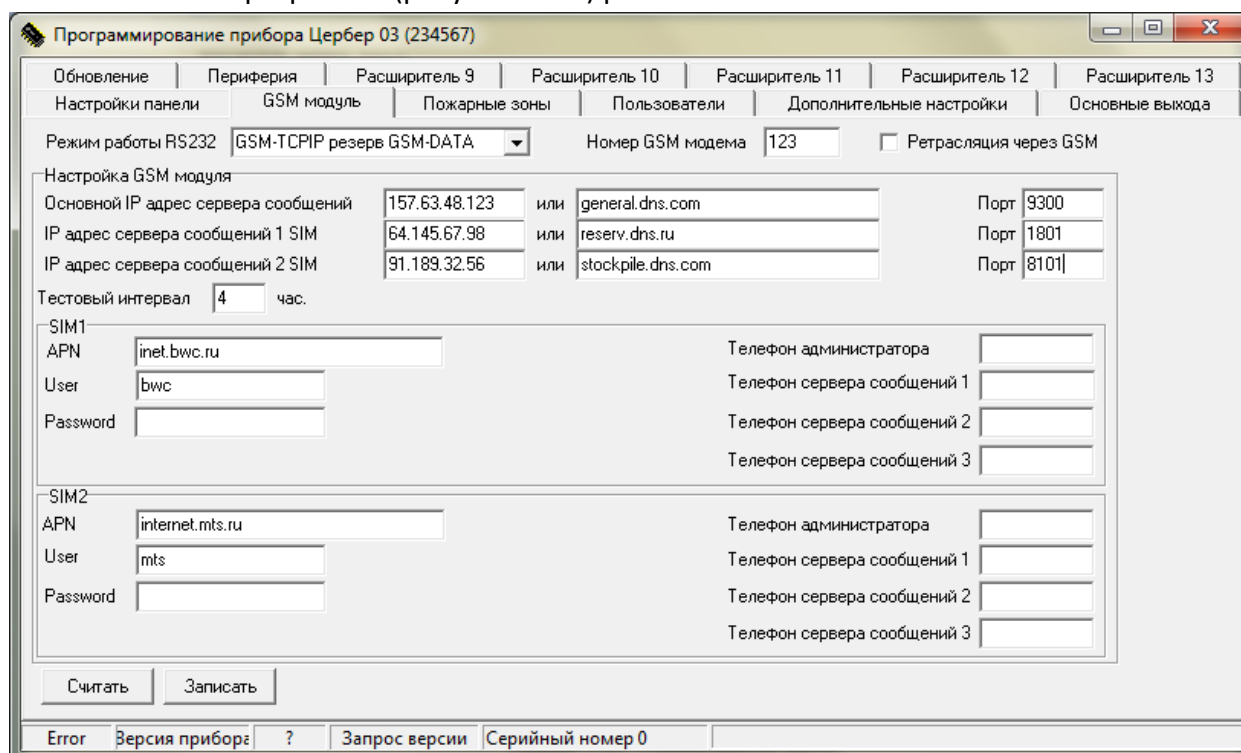 Программирование прибора Цербер 03 (234567)
Обновление Периферия Расширитель 9 Расширитель 10 Расширитель 11 Расширитель 12 Расширитель 13
Настройки панели GSM модуль Пожарные зоны Пользователи Дополнительные настройки Основные выхода
Режим работы RS232 GSM-TCPIP резерв GSM-DATA Номер GSM модема 123 Ретрасляция через GSM
Настройка GSM модуля
Основной IP адрес сервера сообщений 157.63.48.123 или general.dns.com Порт 9300
IP адрес сервера сообщений 1 SIM 64.145.67.98 или reserv.dns.ru Порт 1801
IP адрес сервера сообщений 2 SIM 91.189.32.56 или stockpile.dns.com Порт 8101
Тестовый интервал 4 час.
SIM1
APN inet.bwc.ru Телефон администратора
User bwc Телефон сервера сообщений 1
Password Телефон сервера сообщений 2
Телефон сервера сообщений 3
SIM2
APN internet.mts.ru Телефон администратора
User mts Телефон сервера сообщений 1
Password Телефон сервера сообщений 2
Телефон сервера сообщений 3
Считать Записать
Error Версия прибора ? Запрос версии Серийный номер 0